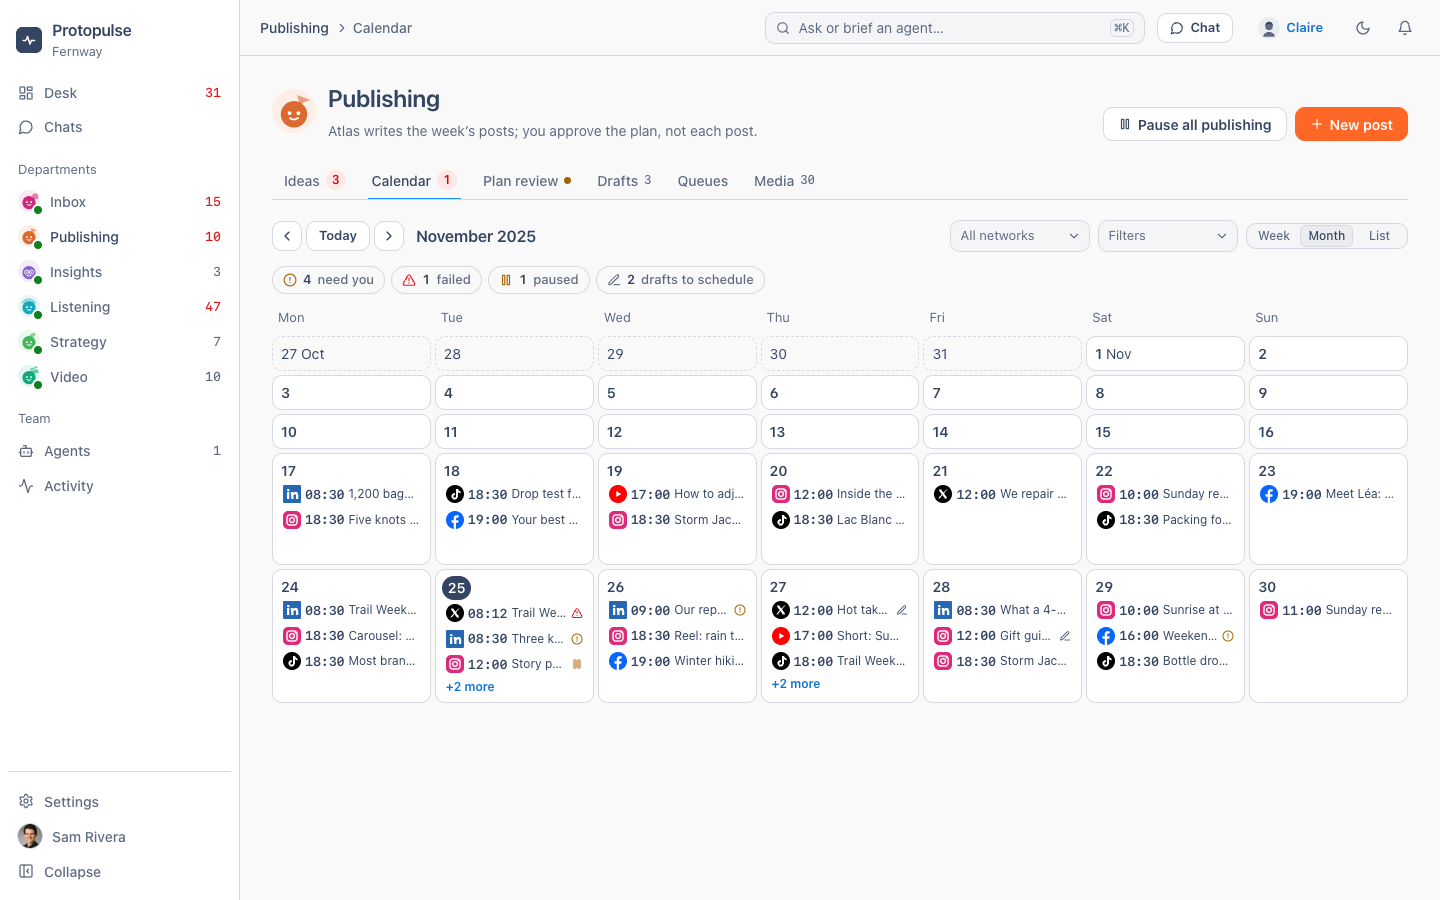 Protopulse
Fernway
Desk 31
Chats
Departments
Inbox 15
Publishing 10
Insights 3
Listening 47
Strategy 7
Video 10
Team
Agents 1
Activity
Settings
Sam Rivera
Collapse
Publishing > Calendar
Ask or brief an agent... ⌘K
Chat
Claire
Publishing
Atlas writes the week's posts; you approve the plan, not each post.
Pause all publishing
+ New post
Ideas 3
Calendar 1
Plan review
Drafts 3
Queues
Media 30
Today
November 2025
All networks
Filters
Week Month List
4 need you
1 failed
1 paused
2 drafts to schedule
Mon Tue Wed Thu Fri Sat Sun
27 Oct 28 29 30 31 1 Nov 2
3 4 5 6 7 8 9
10 11 12 13 14 15 16
17
08:30 1,200 bag...
18:30 Five knots ...
18
18:30 Drop test f...
19:00 Your best ...
19
17:00 How to adj...
18:30 Storm Jac...
20
12:00 Inside the ...
18:30 Lac Blanc ...
21
12:00 We repair ...
22
10:00 Sunday re...
18:30 Packing fo...
23
19:00 Meet Léa: ...
24
08:30 Trail Week...
18:30 Carousel: ...
18:30 Most bran...
25
08:12 Trail We...
08:30 Three k...
12:00 Story p...
+2 more
26
09:00 Our rep...
18:30 Reel: rain t...
19:00 Winter hiki...
27
12:00 Hot tak...
17:00 Short: Su...
18:00 Trail Week...
+2 more
28
08:30 What a 4-...
12:00 Gift gui...
18:30 Storm Jac...
29
10:00 Sunrise at ...
16:00 Weeken...
18:30 Bottle dro...
30
11:00 Sunday re...